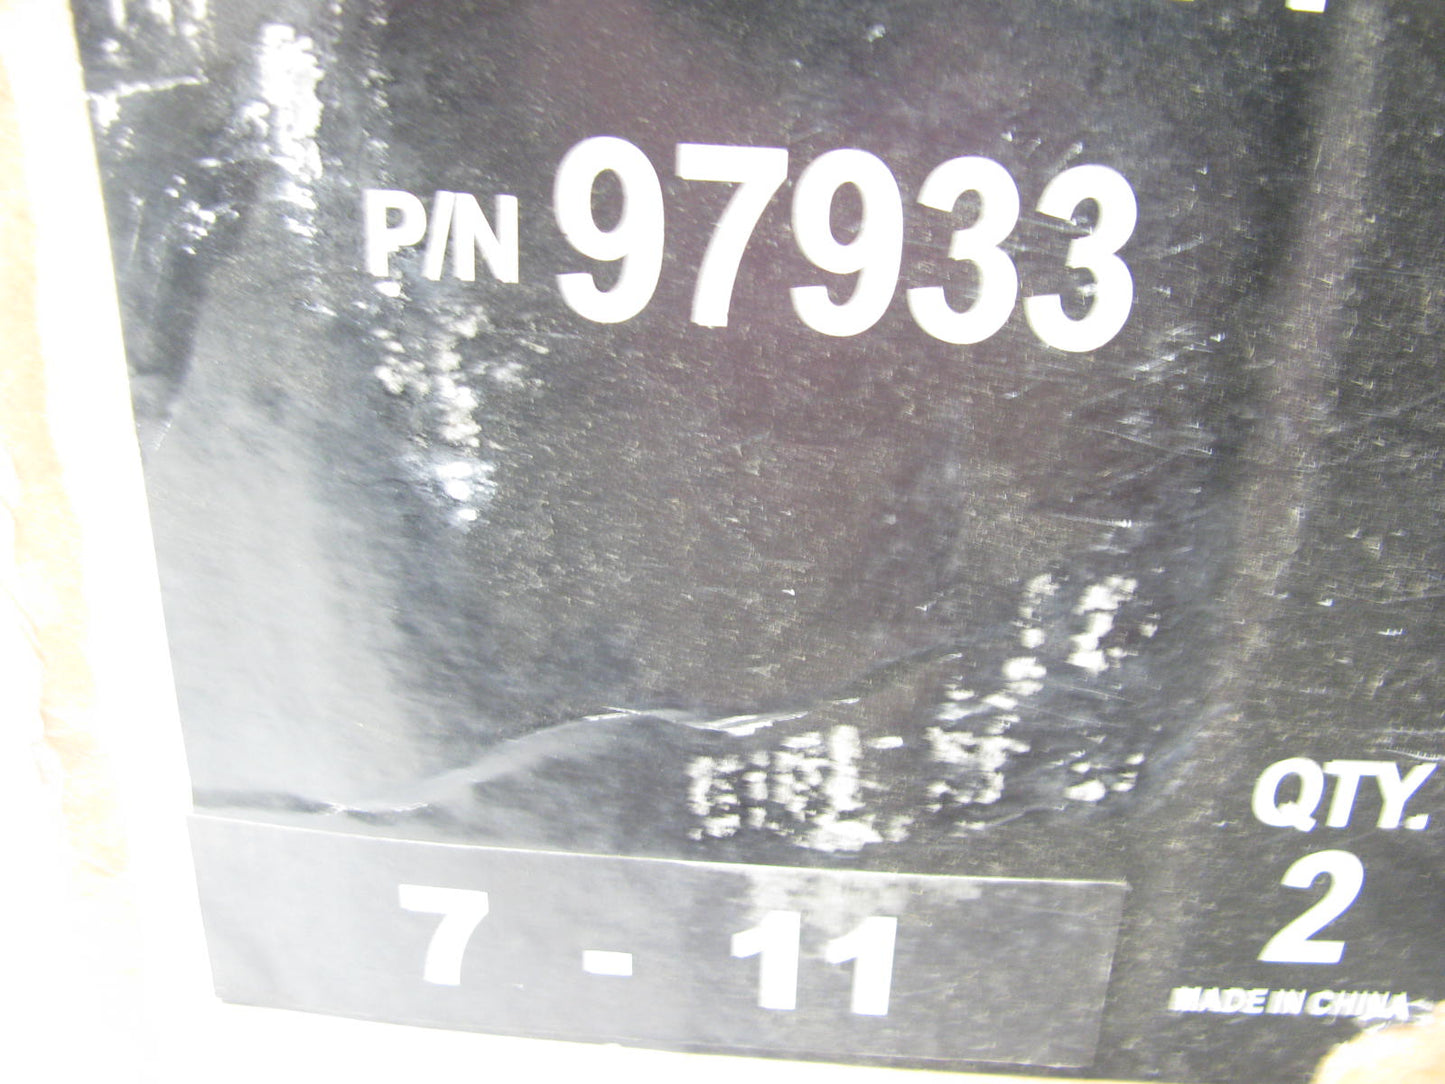 P/N 97933
QTY.
2
7 - 11
MADE IN CHINA